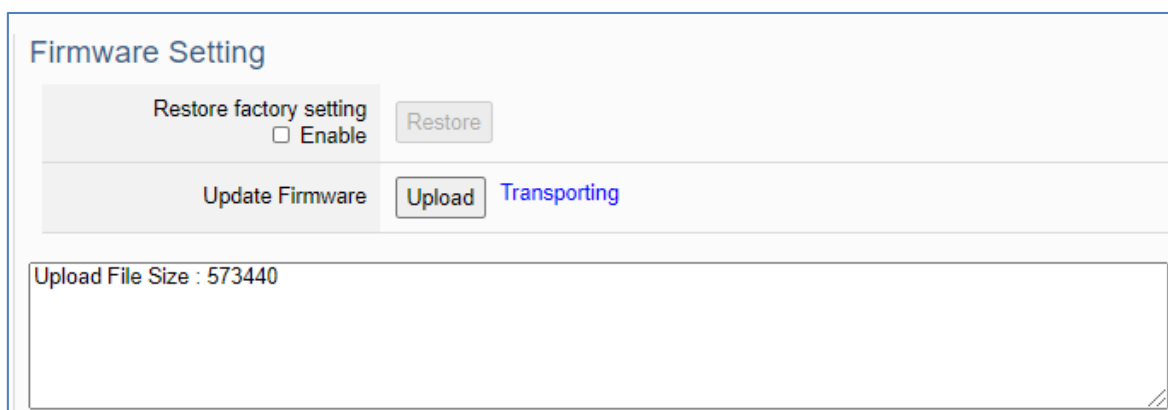 Firmware Setting
Restore factory setting
Enable
Restore
Update Firmware
Upload
Transporting
Upload File Size : 573440